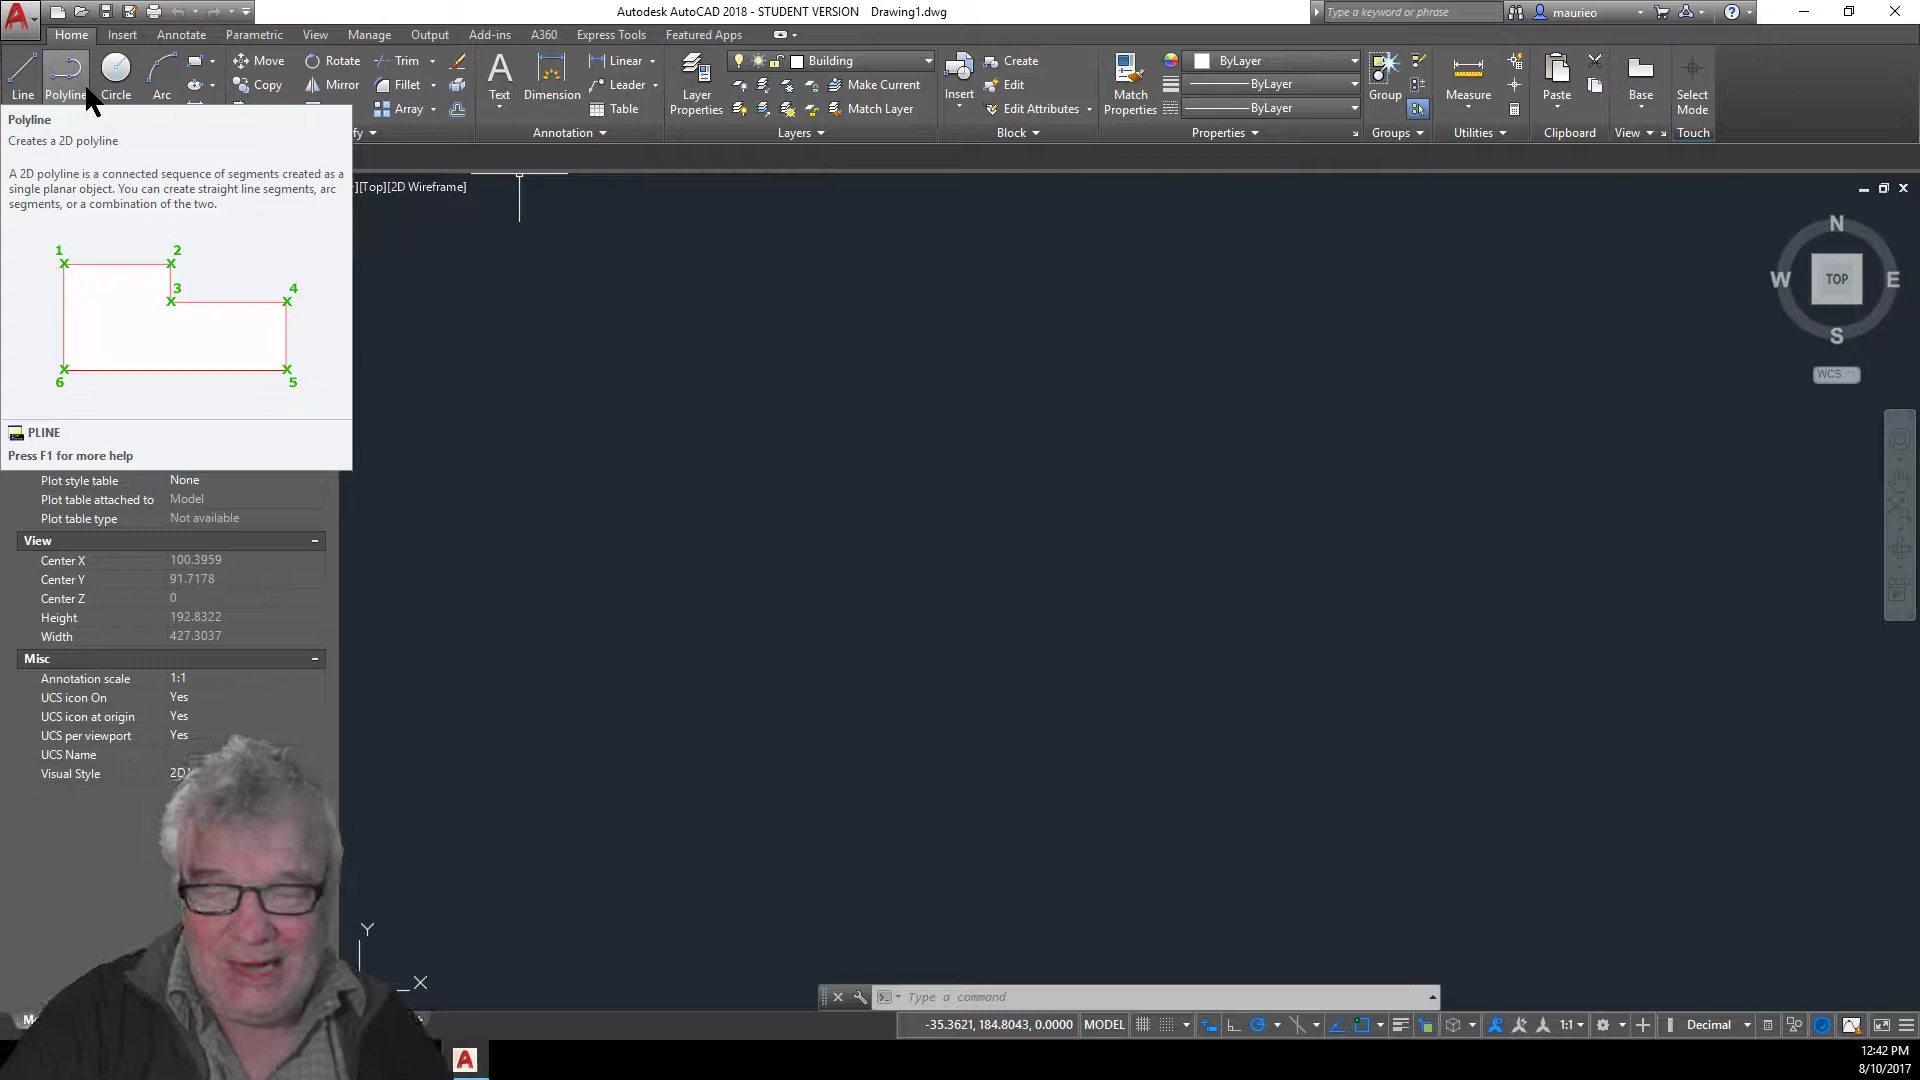 Autodesk AutoCAD 2018 - STUDENT VERSION Drawing1.dwg
Type a keyword or phrase
maurieo
Home Insert Annotate Parametric View Manage Output Add-ins A360 Express Tools Featured Apps
Line Polyline Circle Arc
Move Rotate Trim
Copy Mirror Fillet
Array
Text Dimension
Linear
Leader
Table
Annotation
Layer Properties
Building
Make Current
Match Layer
Layers
Insert
Create
Edit
Edit Attributes
Block
Match Properties
ByLayer
ByLayer
ByLayer
Properties
Group
Groups
Measure
Utilities
Paste
Clipboard
Base
View
Select Mode
Touch
Polyline
Creates a 2D polyline
A 2D polyline is a connected sequence of segments created as a
single planar object. You can create straight line segments, arc
segments, or a combination of the two.
1 2
3 4
6 5
PLINE
Press F1 for more help
][Top][2D Wireframe]
N
W TOP E
S
WCS
Plot style table None
Plot table attached to Model
Plot table type Not available
View
Center X 100.3959
Center Y 91.7178
Center Z 0
Height 192.8322
Width 427.3037
Misc
Annotation scale 1:1
UCS icon On Yes
UCS icon at origin Yes
UCS per viewport Yes
UCS Name
Visual Style 2D
Y
X
Type a command
-35.3621, 184.8043, 0.0000 MODEL 1:1 Decimal
12:42 PM
8/10/2017